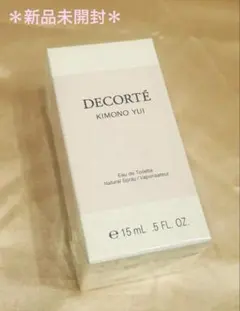 ＊新品未開封＊
DECORTÉ
KIMONO YUI
Eau de Toilette
Natural Spray / Vaporisateur
e 15 mL .5 FL. OZ.